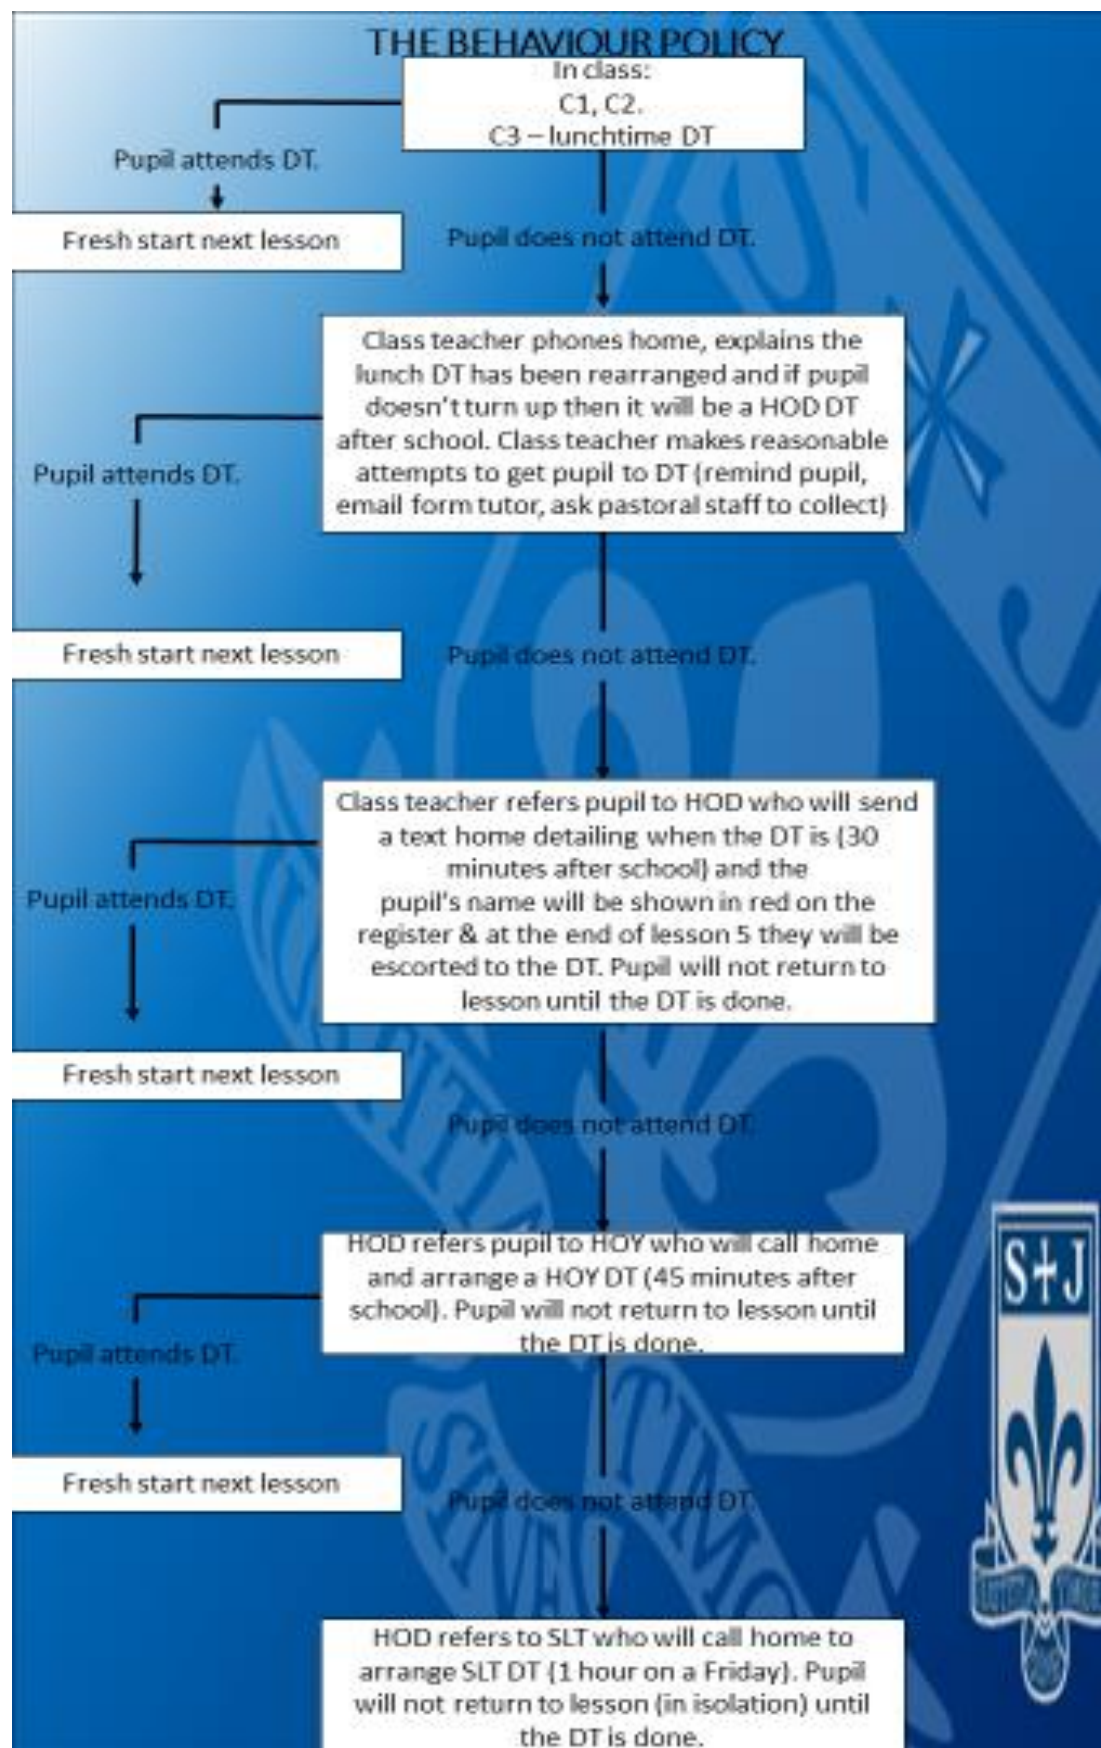 THE BEHAVIOUR POLICY
In class:
C1, C2.
C3 – lunchtime DT
Pupil attends DT.
Fresh start next lesson
Pupil does not attend DT.
Class teacher phones home, explains the
lunch DT has been rearranged and if pupil
doesn't turn up then it will be a HOD DT
after school. Class teacher makes reasonable
attempts to get pupil to DT (remind pupil,
email form tutor, ask pastoral staff to collect)
Pupil attends DT.
Fresh start next lesson
Pupil does not attend DT.
Class teacher refers pupil to HOD who will send
a text home detailing when the DT is (30
minutes after school) and the
pupil's name will be shown in red on the
register & at the end of lesson 5 they will be
escorted to the DT. Pupil will not return to
lesson until the DT is done.
Pupil attends DT.
Fresh start next lesson
Pupil does not attend DT.
HOD refers pupil to HOY who will call home
and arrange a HOY DT (45 minutes after
school). Pupil will not return to lesson until
the DT is done.
Pupil attends DT.
Fresh start next lesson
Pupil does not attend DT.
HOD refers to SLT who will call home to
arrange SLT DT (1 hour on a Friday). Pupil
will not return to lesson (in isolation) until
the DT is done.
S J